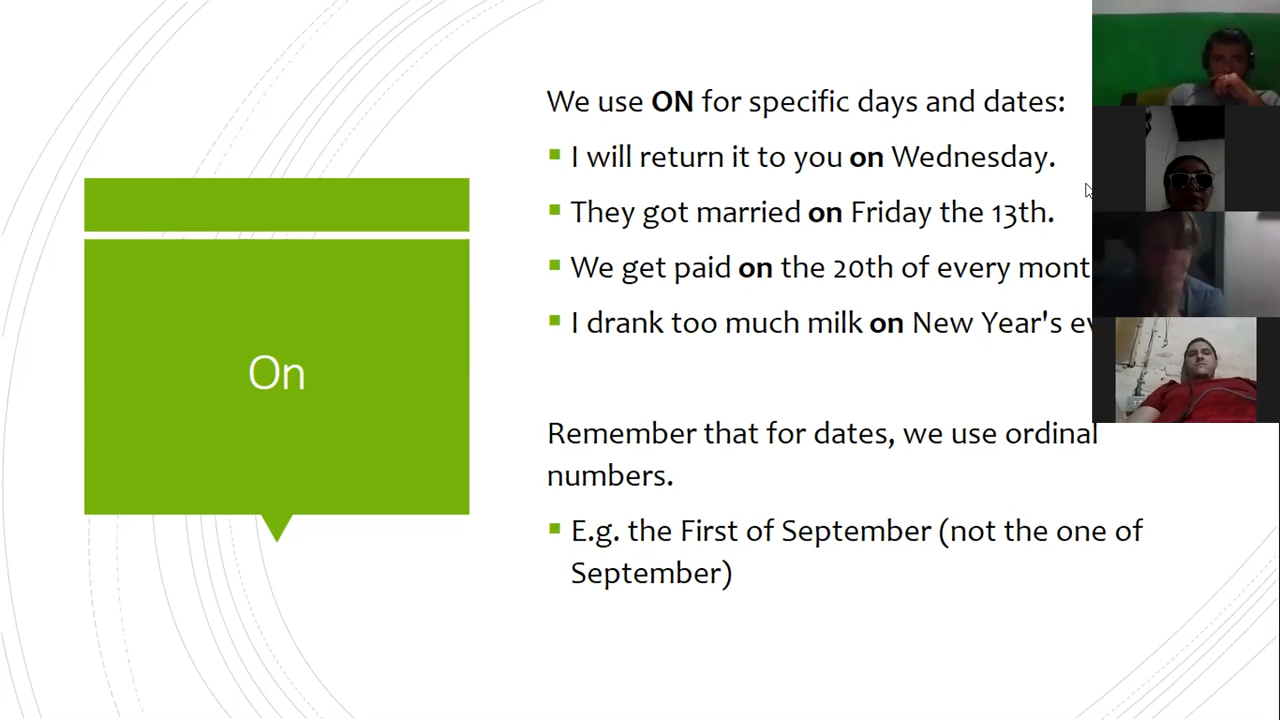 We use ON for specific days and dates:
I will return it to you on Wednesday.
They got married on Friday the 13th.
We get paid on the 20th of every
I drank too much milk on New Year's
On
Remember that for dates, we use ordinal
numbers.
E.g. the First of September (not the one of
September)